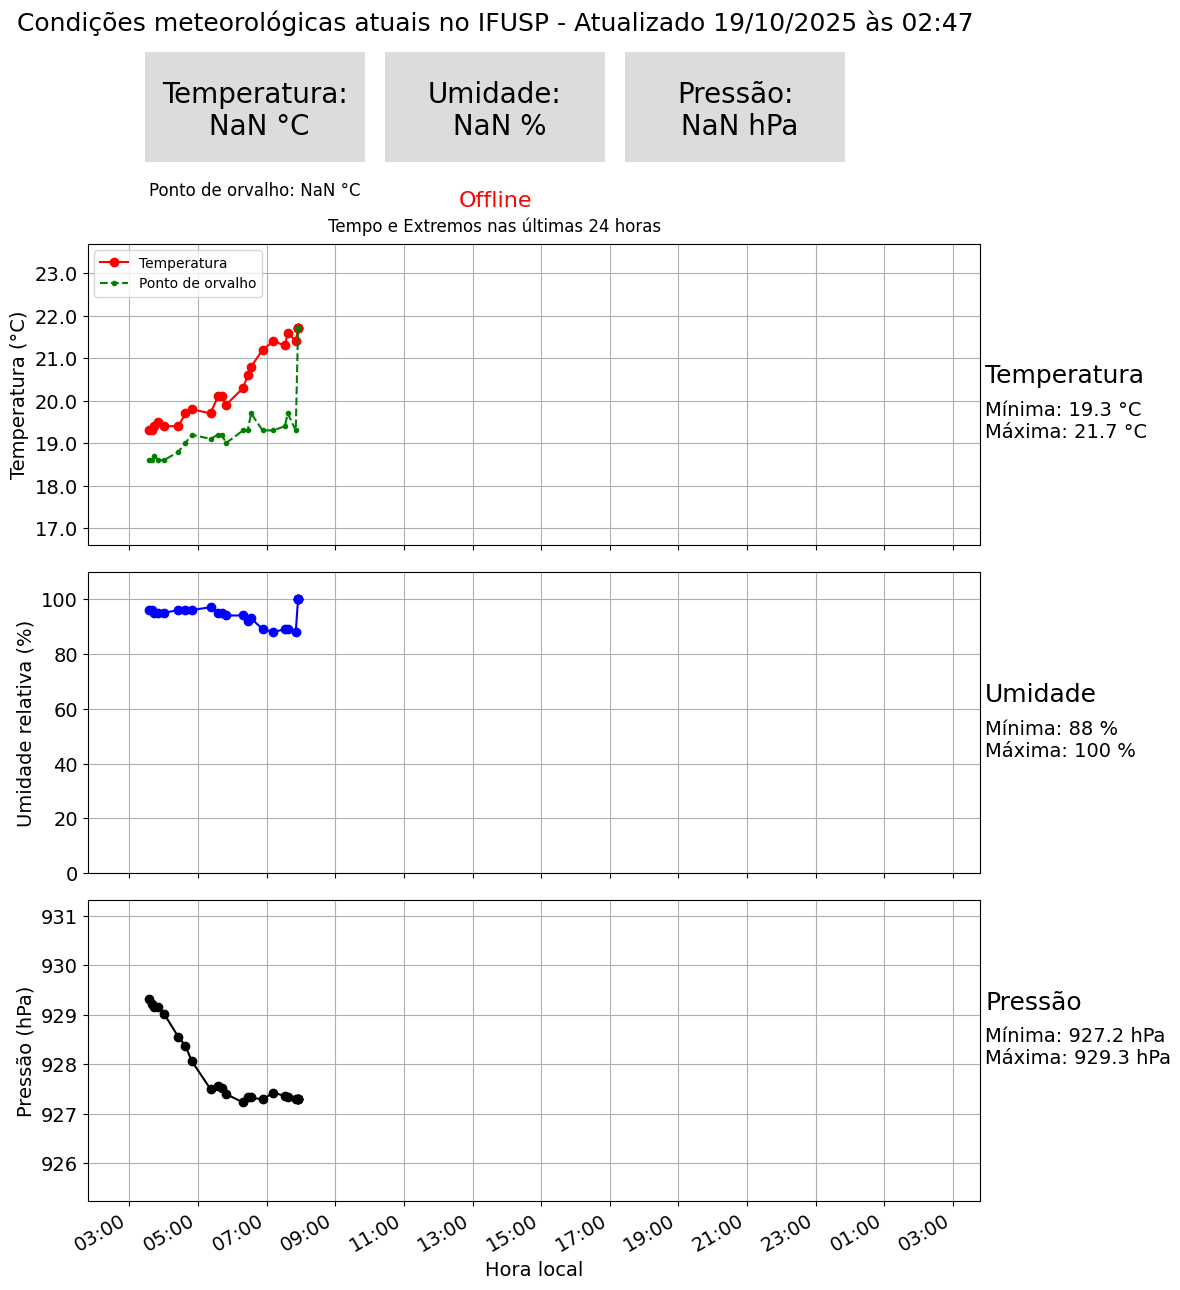 Condições meteorológicas atuais no IFUSP - Atualizado 19/10/2025 às 02:47
Temperatura:
NaN °C
Umidade:
NaN %
Pressão:
NaN hPa
Ponto de orvalho: NaN °C
Offline
Tempo e Extremos nas últimas 24 horas
Temperatura
Ponto de orvalho
Temperatura (°C)
23.0
22.0
21.0
20.0
19.0
18.0
17.0
Temperatura
Mínima: 19.3 °C
Máxima: 21.7 °C
Umidade relativa (%)
100
80
60
40
20
0
Umidade
Mínima: 88 %
Máxima: 100 %
Pressão (hPa)
931
930
929
928
927
926
Pressão
Mínima: 927.2 hPa
Máxima: 929.3 hPa
03:00
05:00
07:00
09:00
11:00
13:00
15:00
17:00
19:00
21:00
23:00
01:00
03:00
Hora local